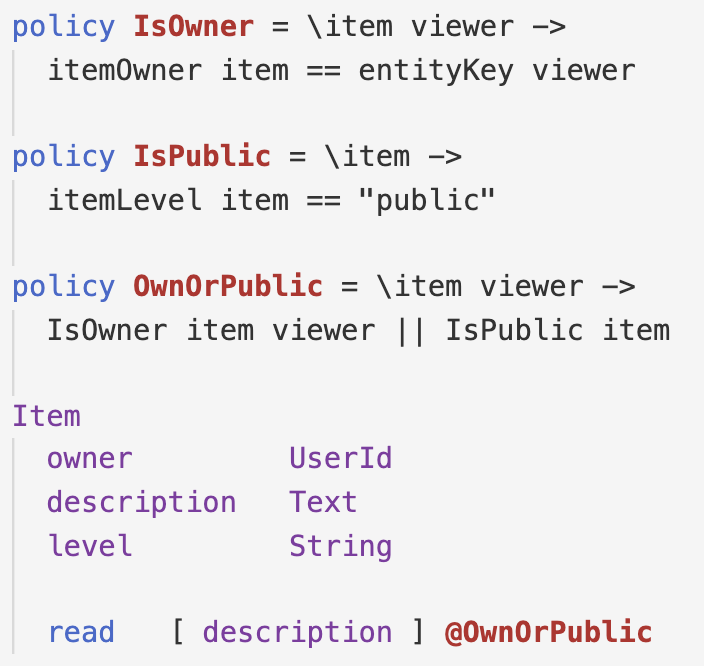 policy IsOwner = \item viewer ->
  itemOwner item == entityKey viewer
policy IsPublic = \item ->
  itemLevel item == "public"
policy OwnOrPublic = \item viewer ->
  IsOwner item viewer || IsPublic item
Item
  owner         UserId
  description   Text
  level         String
  read   [ description ] @OwnOrPublic